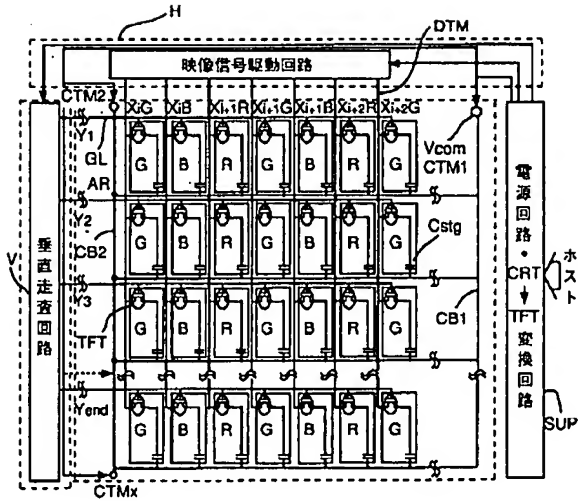 H
DTM
映像信号駆動回路
CTM2
XiG XiB Xi+1R Xi+1G Xi+1B Xi+2R Xi+2G
Y1
GL
G B R G B R G
Vcom
CTM1
AR
Y2
CB2
G B R G B R G
Cstg
V
垂直走査回路
Y3
TFT
G B R G B R G
CB1
電源回路・CRT→TFT変換回路
ホスト
Yend
G B R G B R G
SUP
CTMx